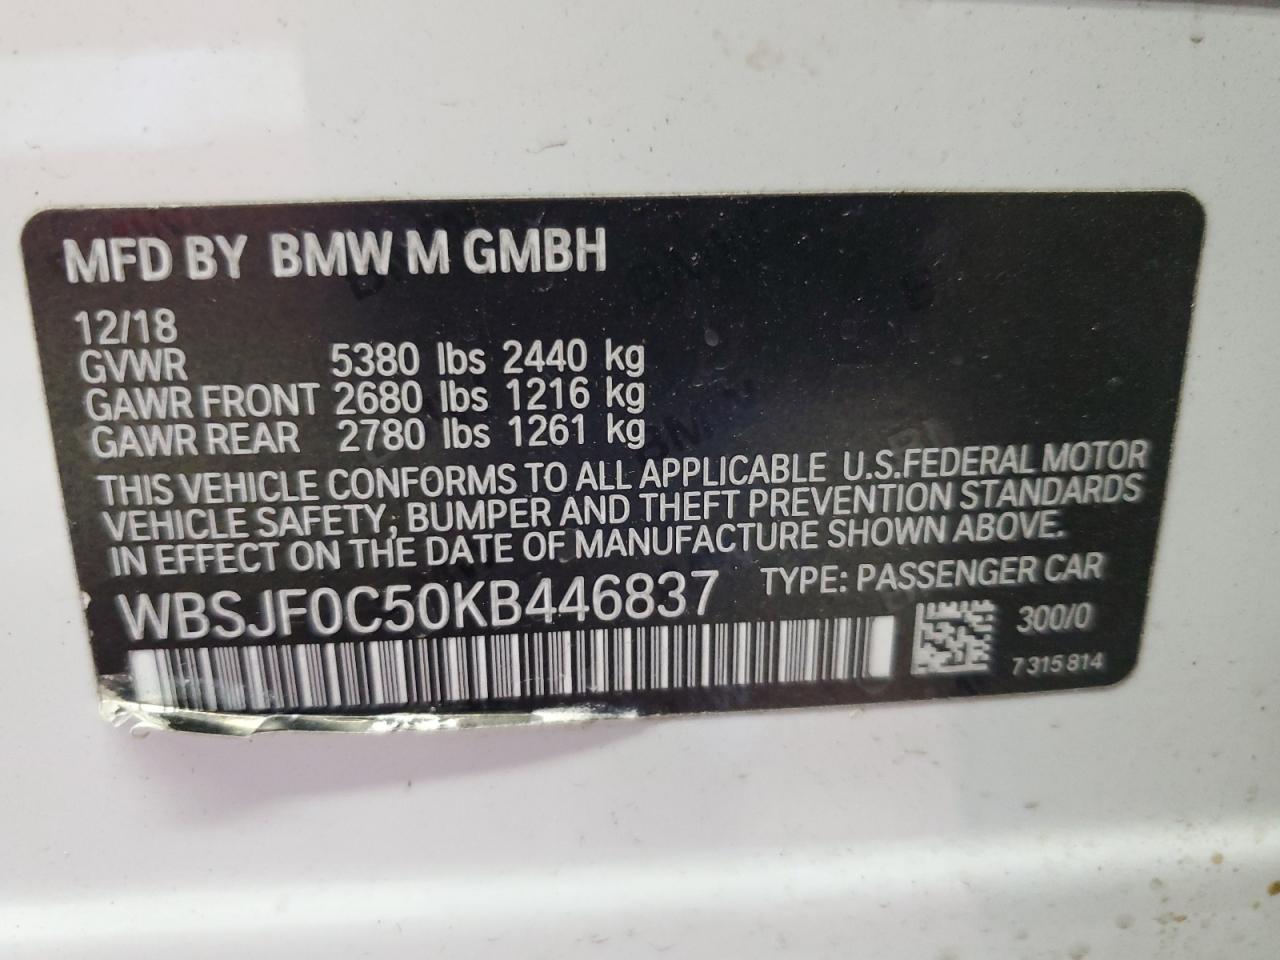 MFD BY BMW M GMBH
12/18
GVWR 5380 lbs 2440 kg
GAWR FRONT 2680 lbs 1216 kg
GAWR REAR 2780 lbs 1261 kg
THIS VEHICLE CONFORMS TO ALL APPLICABLE U.S.FEDERAL MOTOR
VEHICLE SAFETY, BUMPER AND THEFT PREVENTION STANDARDS
IN EFFECT ON THE DATE OF MANUFACTURE SHOWN ABOVE.
WBSJF0C50KB446837 TYPE: PASSENGER CAR
300/0
7 315 814